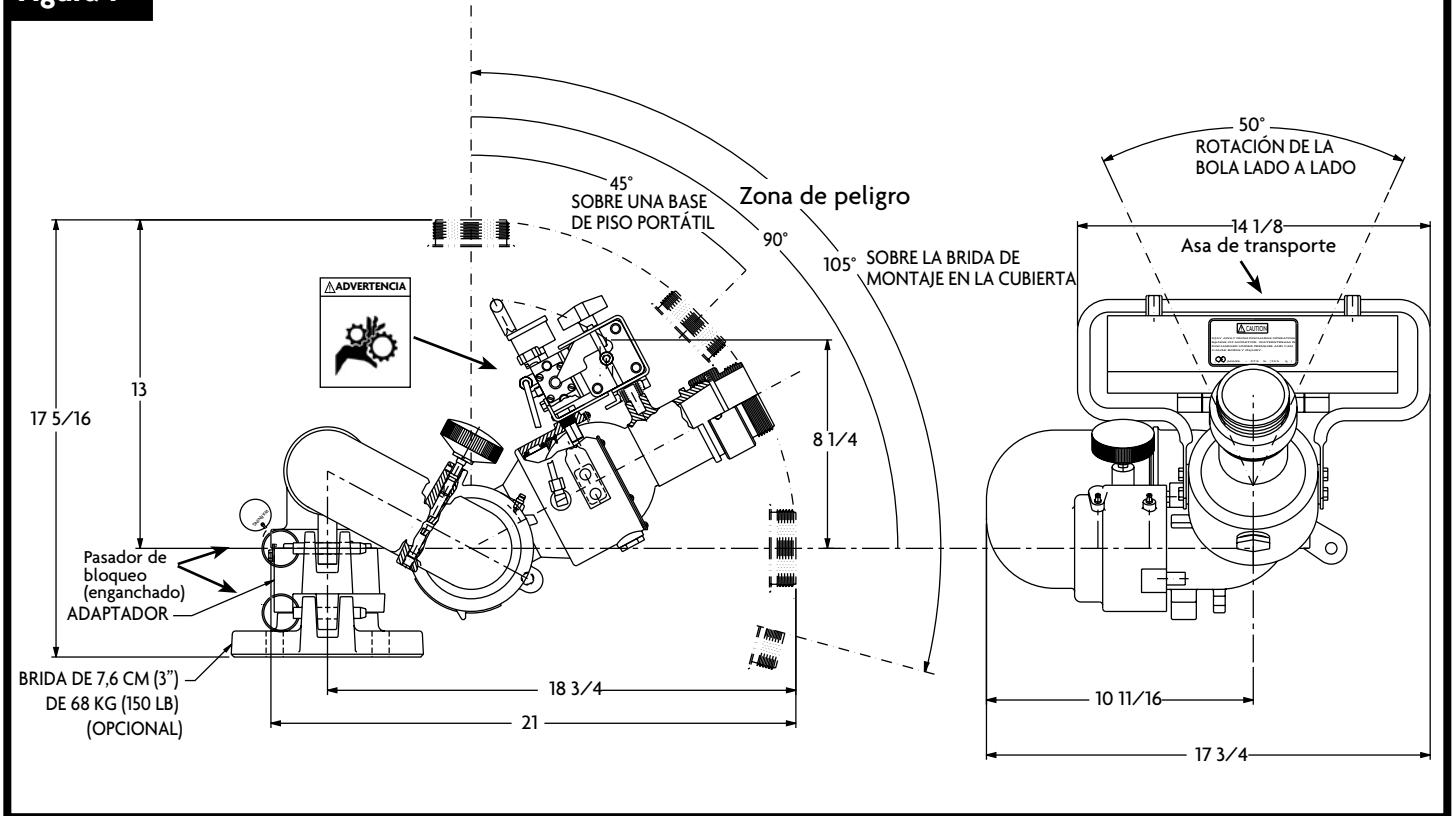 45°
SOBRE UNA BASE
DE PISO PORTÁTIL
Zona de peligro
90°
105°
SOBRE LA BRIDA DE
MONTAJE EN LA CUBIERTA
ADVERTENCIA
13
17 5/16
8 1/4
Pasador de
bloqueo
(enganchado)
ADAPTADOR
BRIDA DE 7,6 CM (3”)
DE 68 KG (150 LB)
(OPCIONAL)
18 3/4
21
50°
ROTACIÓN DE LA
BOLA LADO A LADO
14 1/8
Asa de transporte
CAUTION
10 11/16
17 3/4